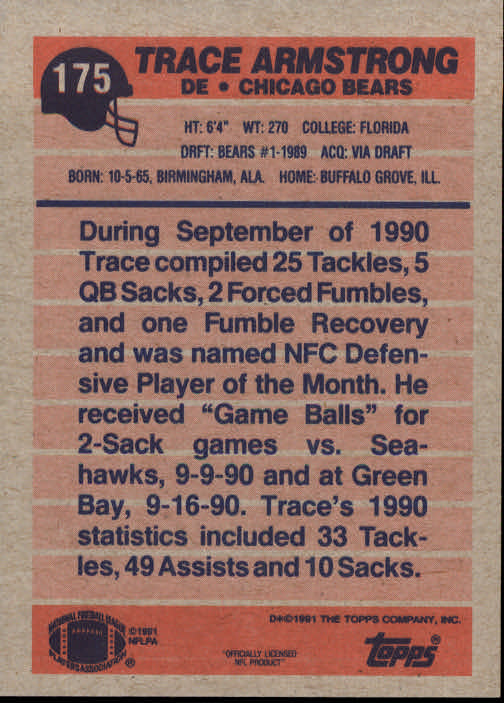 175
TRACE ARMSTRONG
DE • CHICAGO BEARS
HT: 6'4" WT: 270 COLLEGE: FLORIDA
DRFT: BEARS #1-1989 ACQ: VIA DRAFT
BORN: 10-5-65, BIRMINGHAM, ALA. HOME: BUFFALO GROVE, ILL.
During September of 1990
Trace compiled 25 Tackles, 5
QB Sacks, 2 Forced Fumbles,
and one Fumble Recovery
and was named NFC Defen-
sive Player of the Month. He
received "Game Balls" for
2-Sack games vs. Sea-
hawks, 9-9-90 and at Green
Bay, 9-16-90. Trace's 1990
statistics included 33 Tack-
les, 49 Assists and 10 Sacks.
NATIONAL FOOTBALL LEAGUE
PLAYERS ASSOCIATION
®
©1991
NFLPA
"OFFICIALLY LICENSED
NFL PRODUCT"
D*©1991 THE TOPPS COMPANY, INC.
topps®